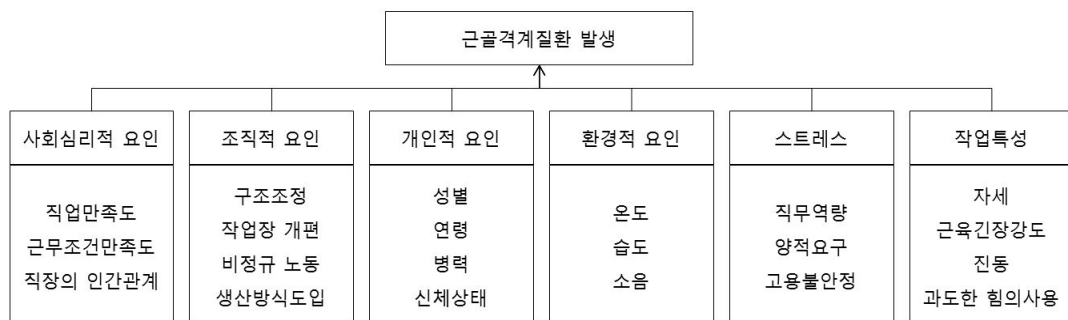 근골격계질환 발생
사회심리적 요인
직업만족도
근무조건만족도
직장의 인간관계
조직적 요인
구조조정
작업장 개편
비정규 노동
생산방식도입
개인적 요인
성별
연령
병력
신체상태
환경적 요인
온도
습도
소음
스트레스
직무역량
양적요구
고용불안정
작업특성
자세
근육긴장강도
진동
과도한 힘의사용